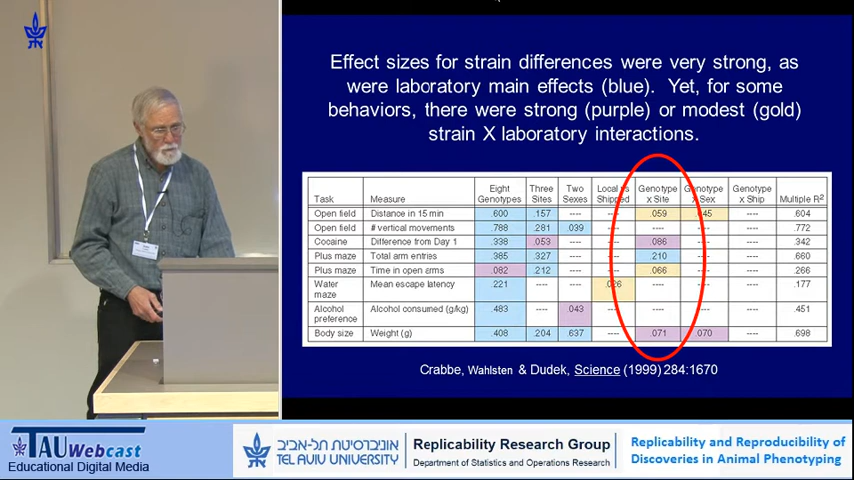 Effect sizes for strain differences were very strong, as
were laboratory main effects (blue). Yet, for some
behaviors, there were strong (purple) or modest (gold)
strain X laboratory interactions.
Task Measure Eight Genotypes Three Sites Two Sexes Local vs Shipped Genotype x Site Genotype x Sex Genotype x Ship Multiple R²
Open field Distance in 15 min .600 .157 ---- ---- .059 .045 ---- .604
Open field # vertical movements .788 .281 .039 ---- ---- ---- ---- .772
Cocaine Difference from Day 1 .338 .053 ---- ---- .086 ---- ---- .342
Plus maze Total arm entries .385 .327 ---- ---- .210 ---- ---- .660
Plus maze Time in open arms .082 .212 ---- ---- .066 ---- ---- .266
Water maze Mean escape latency .221 ---- ---- .026 ---- ---- ---- .177
Alcohol preference Alcohol consumed (g/kg) .483 ---- .043 ---- ---- ---- ---- .451
Body size Weight (g) .408 .204 .637 ---- .071 .070 ---- .698
Crabbe, Wahlsten & Dudek, Science (1999) 284:1670
TAU Webcast
Educational Digital Media
אוניברסיטת תל-אביב
TEL AVIV UNIVERSITY
Replicability Research Group
Department of Statistics and Operations Research
Replicability and Reproducibility of
Discoveries in Animal Phenotyping